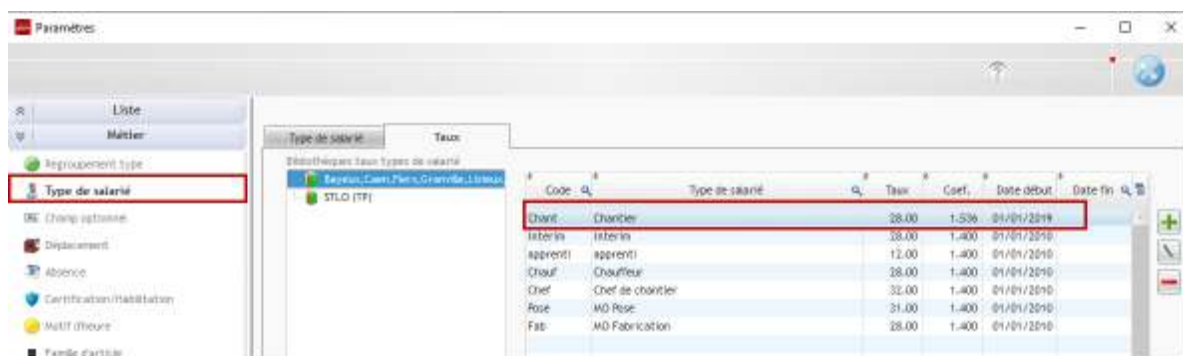 Paramètres
Liste
Métier
Type de salarié Taux
Bibliothèques taux types de salarié
Regroupement type
Bayeux,Caen,Flers,Granville,Lisieux
Type de salarié
STLO (TP)
Code Type de salarié Taux Coef. Date début Date fin
Champ optionnel
Chant Chantier 28.00 1.536 01/01/2019
Interim Interim 28.00 1.400 01/01/2010
Déplacement
apprenti apprenti 12.00 1.400 01/01/2010
Absence
Chauf Chauffeur 28.00 1.400 01/01/2010
Chef Chef de chantier 32.00 1.400 01/01/2010
Certification/Habilitation
Pose MO Pose 31.00 1.400 01/01/2010
Motif d'heure
Fab MO Fabrication 28.00 1.400 01/01/2010
Famille d'article